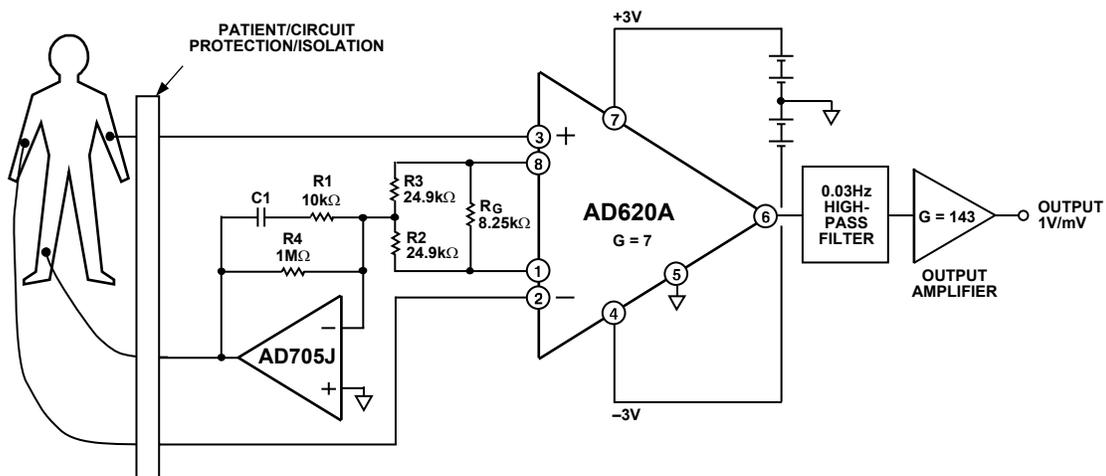 PATIENT/CIRCUIT
PROTECTION/ISOLATION
+3V
3
+
8
7
C1
R1
10kΩ
R3
24.9kΩ
RG
8.25kΩ
AD620A
G = 7
6
0.03Hz
HIGH-
PASS
FILTER
G = 143
OUTPUT
1V/mV
R4
1MΩ
R2
24.9kΩ
1
2
−
5
4
OUTPUT
AMPLIFIER
−
AD705J
+
–3V